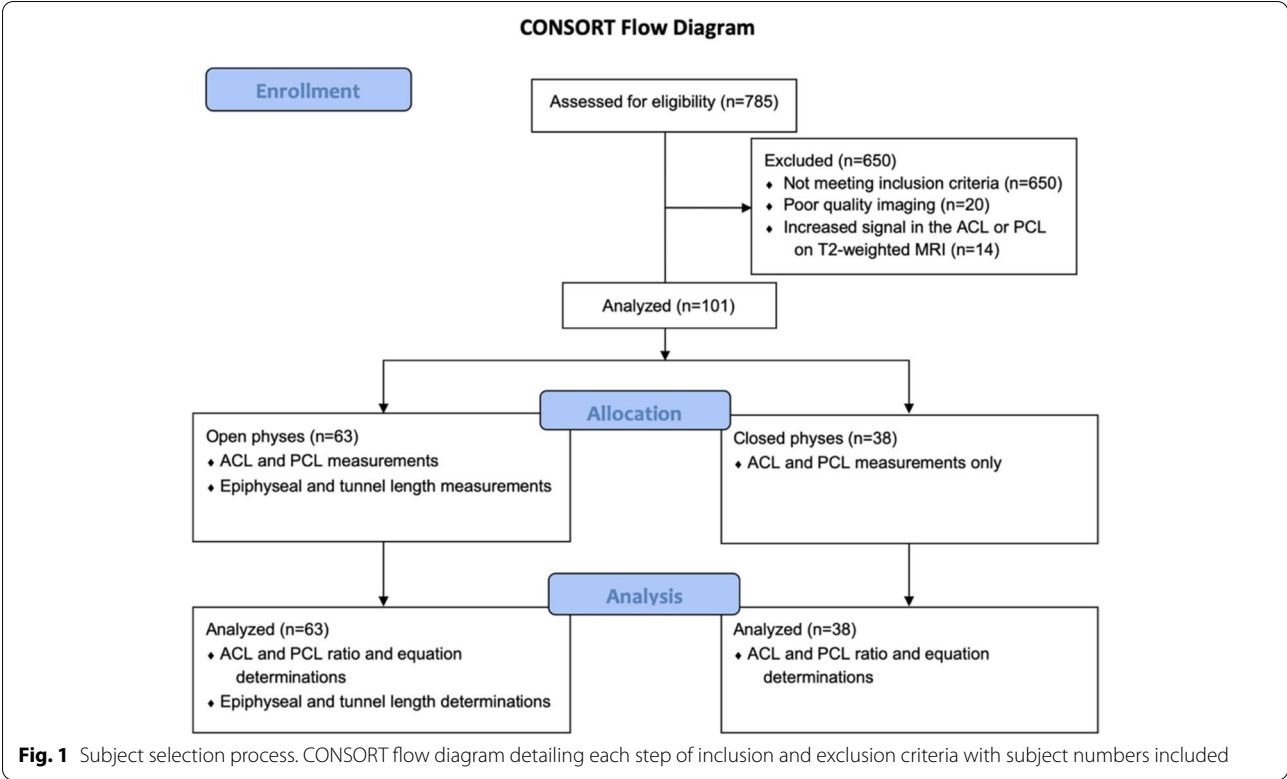 CONSORT Flow Diagram
Enrollment
Assessed for eligibility (n=785)
Excluded (n=650)
♦ Not meeting inclusion criteria (n=650)
♦ Poor quality imaging (n=20)
♦ Increased signal in the ACL or PCL
on T2-weighted MRI (n=14)
Analyzed (n=101)
Allocation
Open physes (n=63)
♦ ACL and PCL measurements
♦ Epiphyseal and tunnel length measurements
Closed physes (n=38)
♦ ACL and PCL measurements only
Analysis
Analyzed (n=63)
♦ ACL and PCL ratio and equation
determinations
♦ Epiphyseal and tunnel length determinations
Analyzed (n=38)
♦ ACL and PCL ratio and equation
determinations
Fig. 1 Subject selection process. CONSORT flow diagram detailing each step of inclusion and exclusion criteria with subject numbers included